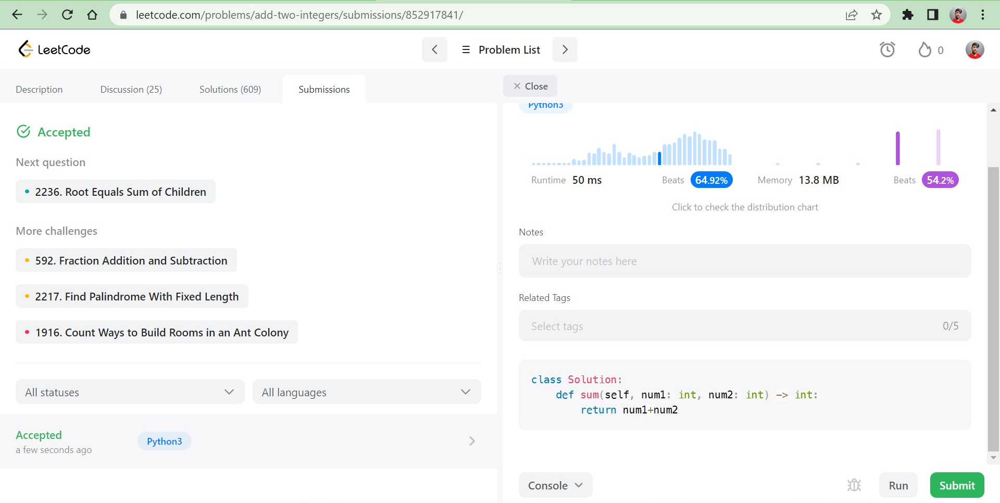 leetcode.com/problems/add-two-integers/submissions/852917841/
LeetCode
Problem List
0
Description
Discussion (25)
Solutions (609)
Submissions
Close
Accepted
Next question
2236. Root Equals Sum of Children
More challenges
592. Fraction Addition and Subtraction
2217. Find Palindrome With Fixed Length
1916. Count Ways to Build Rooms in an Ant Colony
All statuses
All languages
Accepted
a few seconds ago
Python3
Python3
Runtime 50 ms
Beats 64.92%
Memory 13.8 MB
Beats 54.2%
Click to check the distribution chart
Notes
Write your notes here
Related Tags
Select tags
0/5
class Solution:
    def sum(self, num1: int, num2: int) -> int:
        return num1+num2
Console
Run
Submit